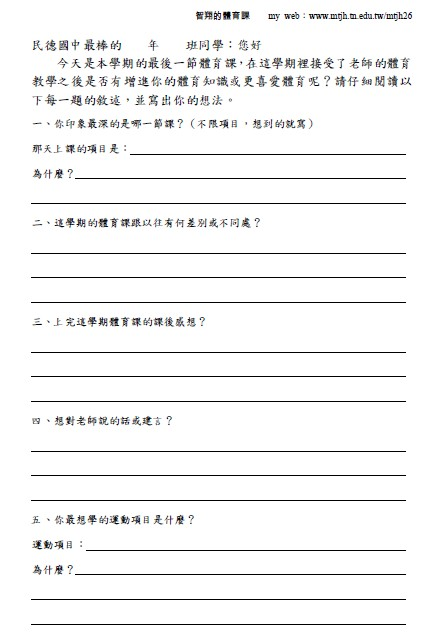 智翔的體育課 my web：www.mtjh.tn.edu.tw/mtjh26
民德國中最棒的 年 班同學：您好
今天是本學期的最後一節體育課，在這學期裡接受了老師的體育
教學之後是否有增進你的體育知識或更喜愛體育呢？請仔細閱讀以
下每一題的敘述，並寫出你的想法。
一、你印象最深的是哪一節課？（不限項目，想到的就寫）
那天上課的項目是：
為什麼？
二、這學期的體育課跟以往有何差別或不同處？
三、上完這學期體育課的課後感想？
四、想對老師說的話或建言？
五、你最想學的運動項目是什麼？
運動項目：
為什麼？